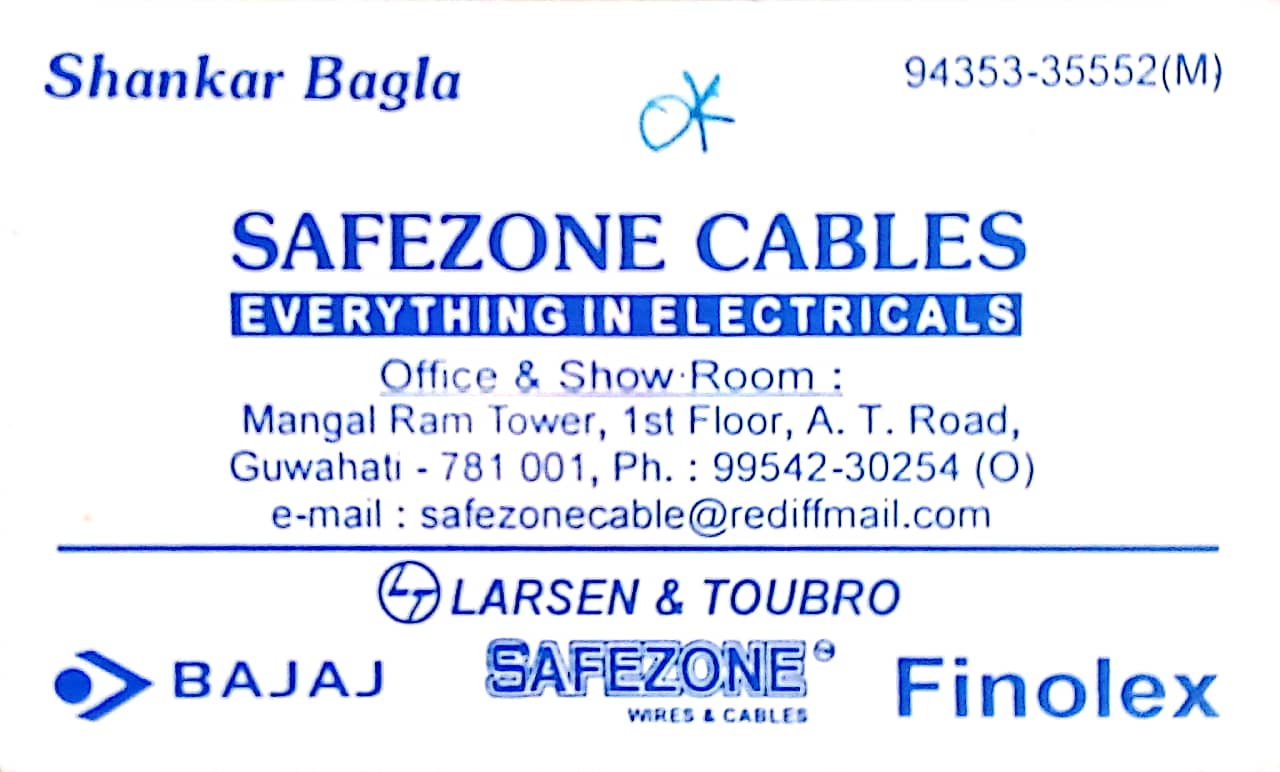 Shankar Bagla
94353-35552(M)
OK
SAFEZONE CABLES
EVERYTHING IN ELECTRICALS
Office & Show Room :
Mangal Ram Tower, 1st Floor, A. T. Road,
Guwahati - 781 001, Ph. : 99542-30254 (O)
e-mail : safezonecable@rediffmail.com
LT LARSEN & TOUBRO
BAJAJ
SAFEZONE®
WIRES & CABLES
Finolex